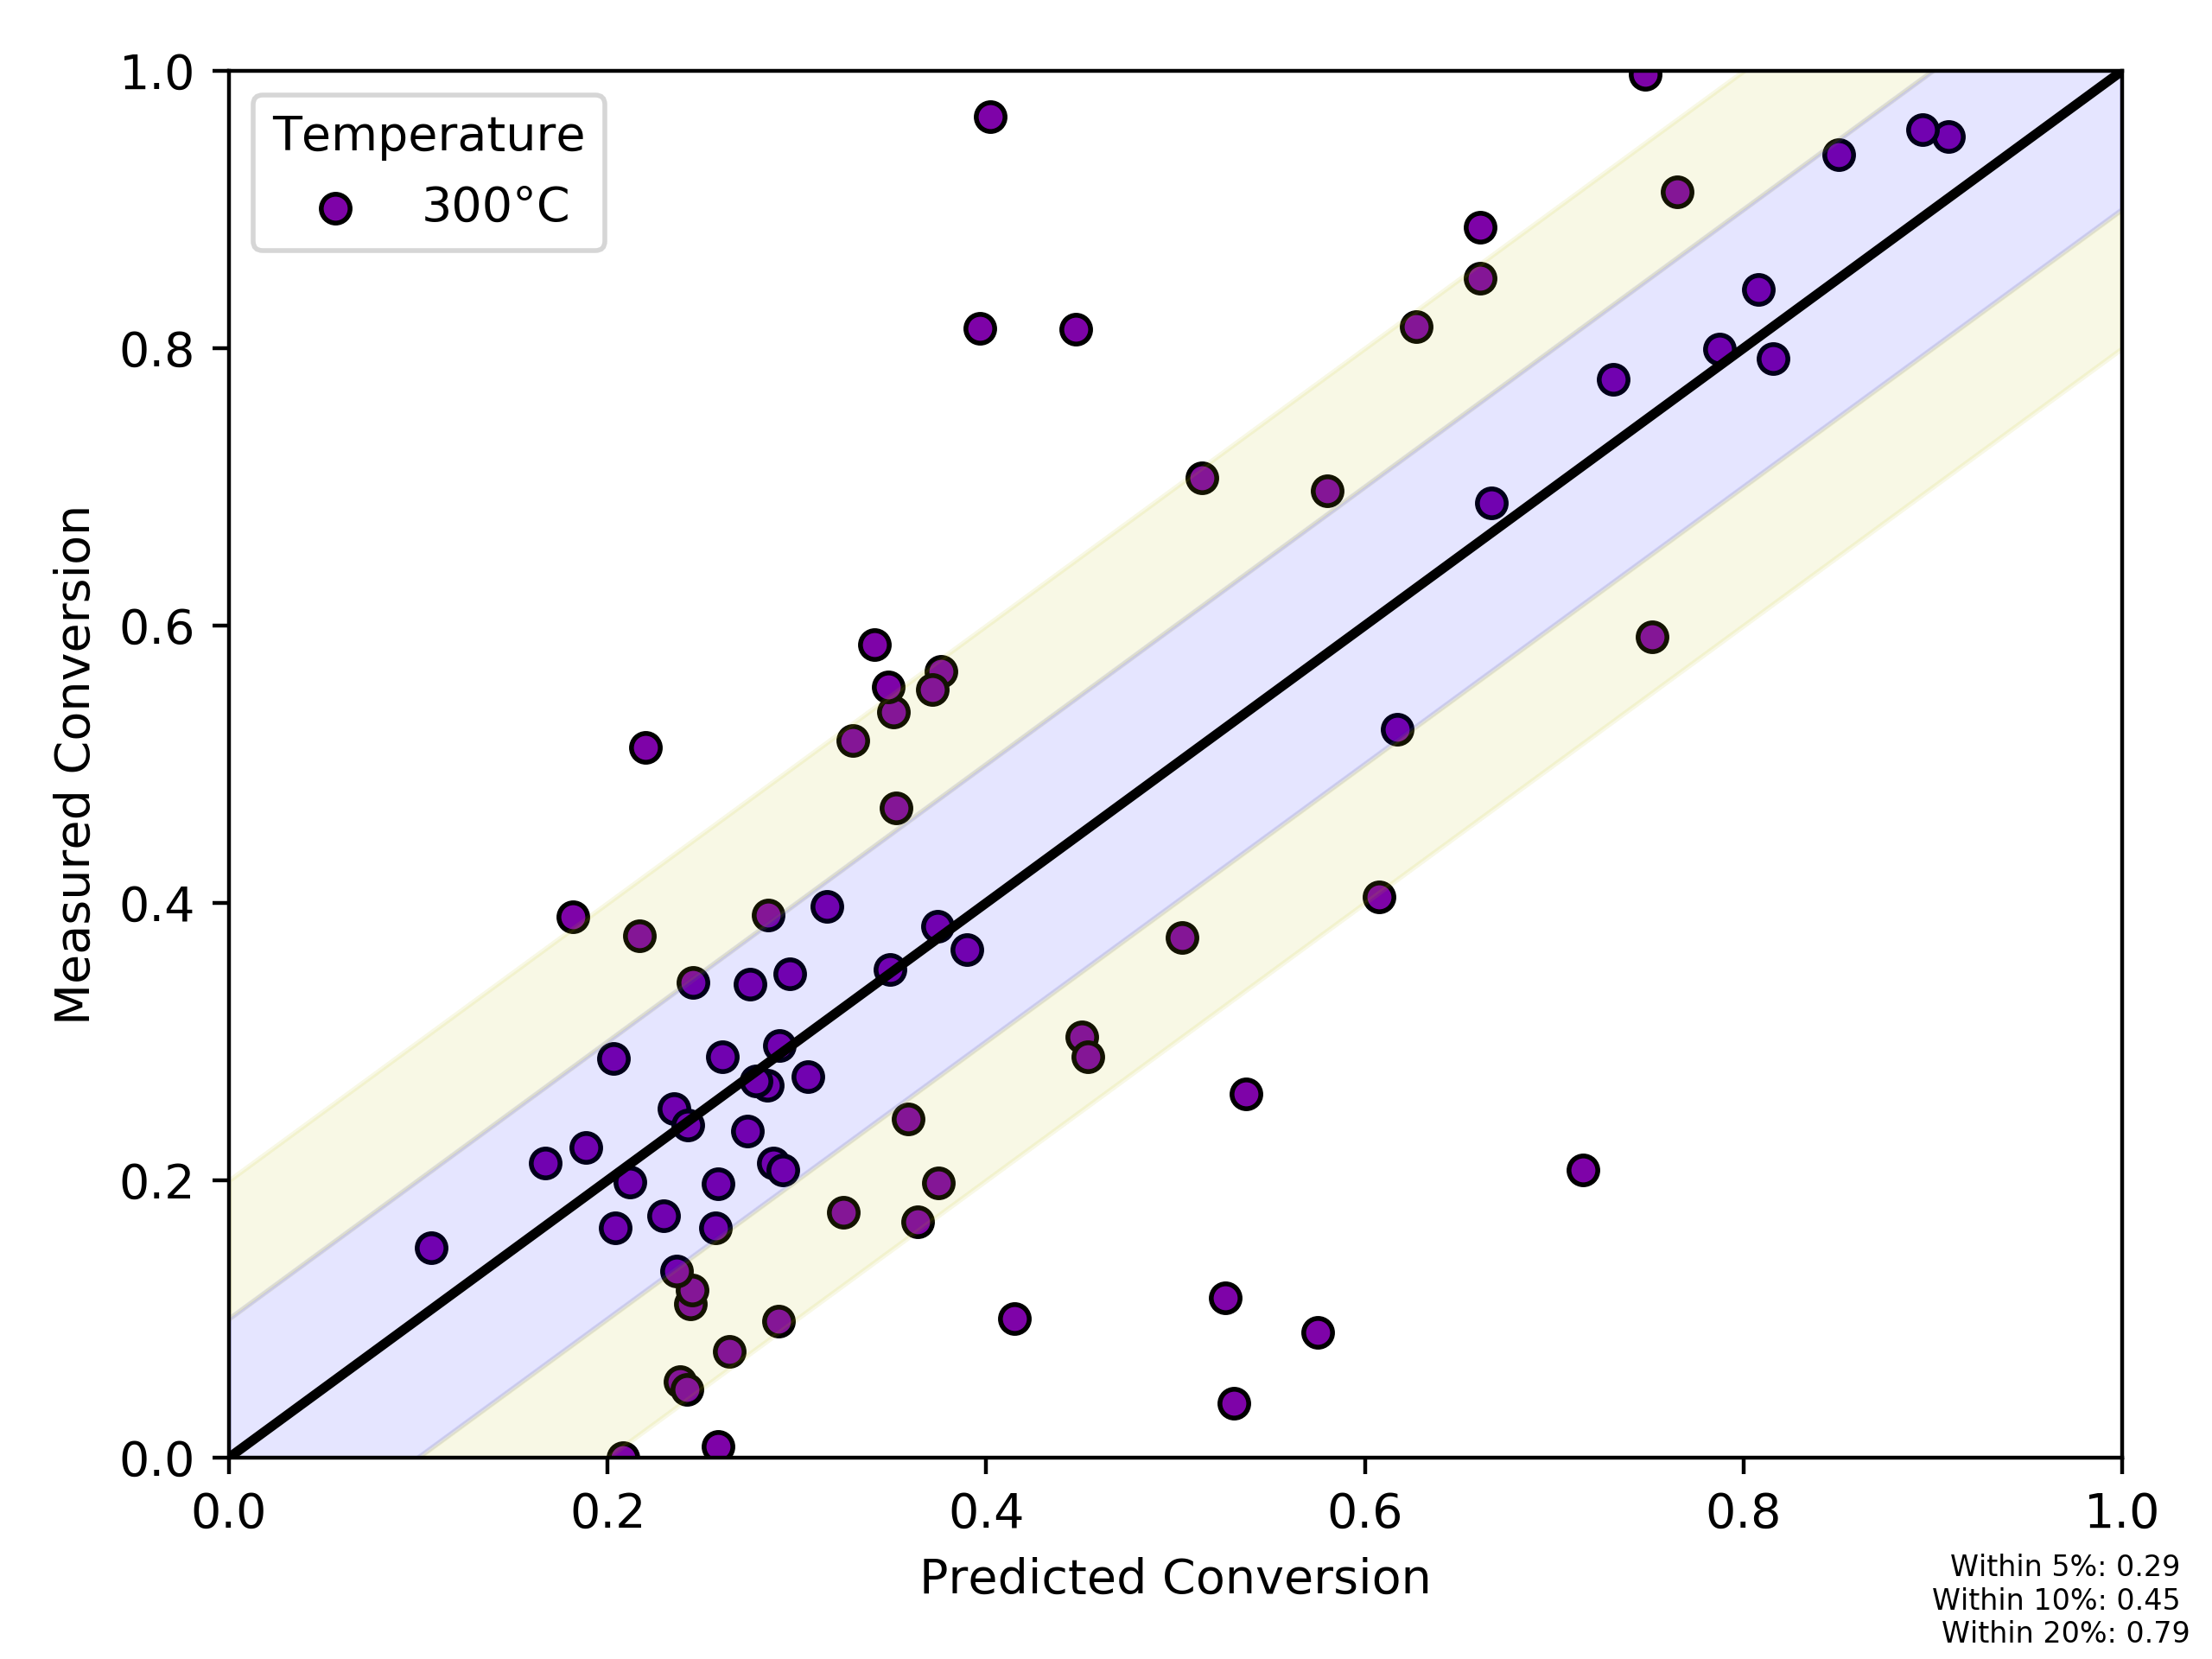 Temperature
300°C
1.0
0.8
0.6
0.4
0.2
0.0
Measured Conversion
0.0 0.2 0.4 0.6 0.8 1.0
Predicted Conversion
Within 5%: 0.29
Within 10%: 0.45
Within 20%: 0.79